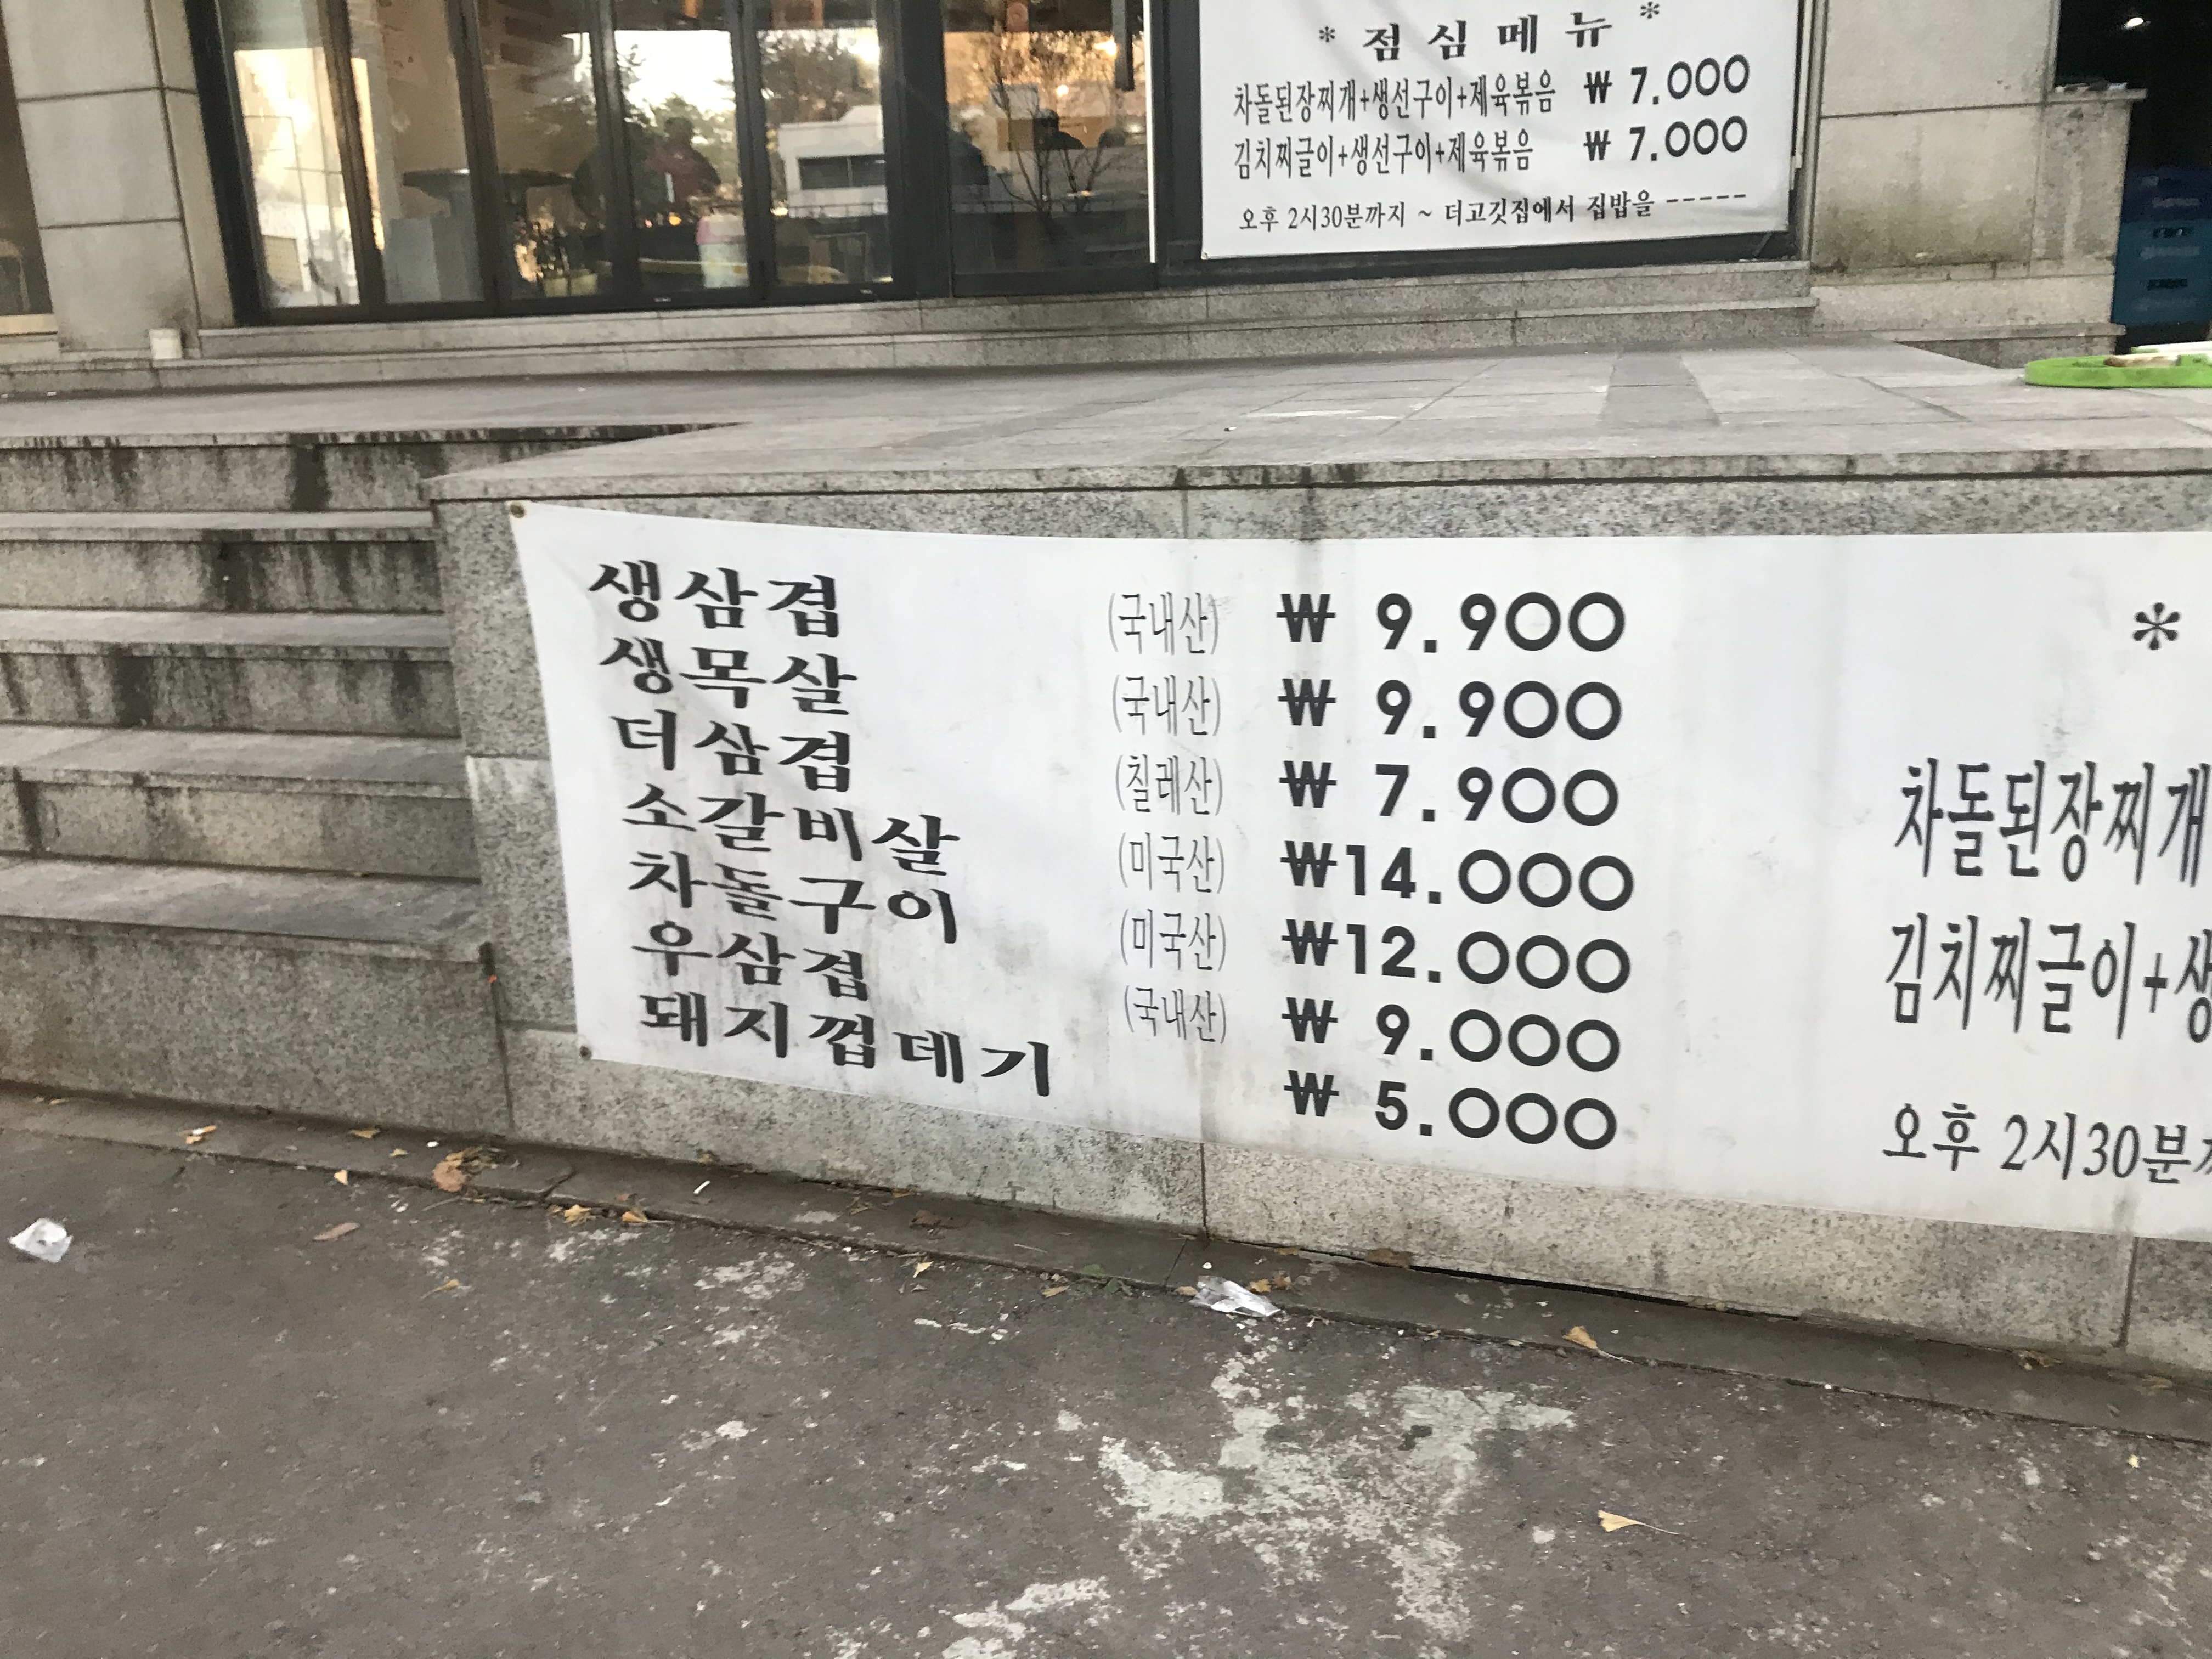 * 점심메뉴 *
차돌된장찌개+생선구이+제육볶음 ₩ 7.000
김치찌글이+생선구이+제육볶음 ₩ 7.000
오후 2시30분까지 ~ 더고깃집에서 집밥을 -----
생삼겹 (국내산) ₩ 9.900
생목살 (국내산) ₩ 9.900
더삼겹 (칠레산) ₩ 7.900
소갈비살 (미국산) ₩14.000
차돌구이 (미국산) ₩12.000
우삼겹 (국내산) ₩ 9.000
돼지껍데기 ₩ 5.000
*
차돌된장찌개
김치찌글이+생
오후 2시30분